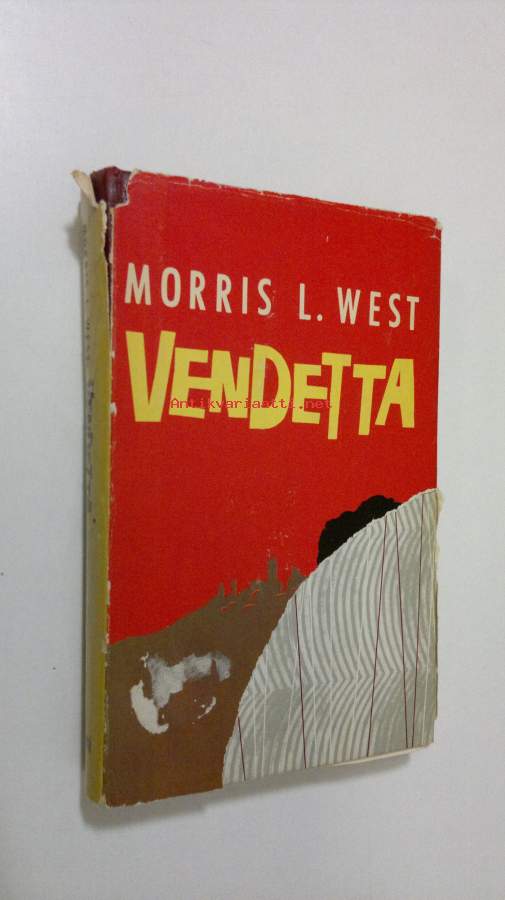 MORRIS L. WEST
VENDETTA
Antikvariaatti.net